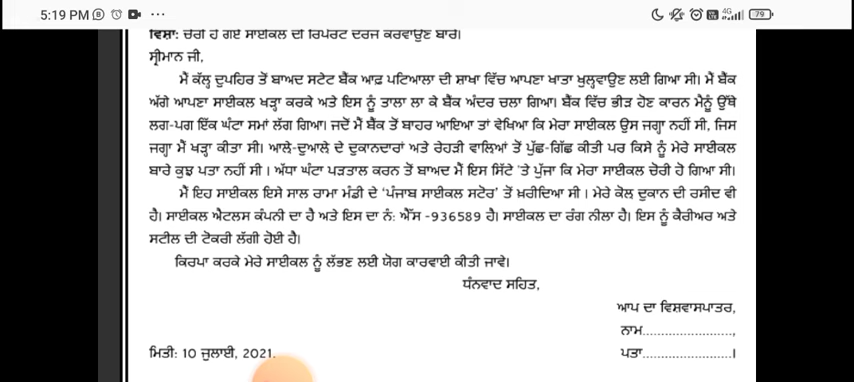 5:19 PM
4G
79
ਵਿਸ਼ਾ: ਚੋਰੀ ਹੋ ਗਏ ਸਾਈਕਲ ਦੀ ਰਿਪੋਰਟ ਦਰਜ ਕਰਵਾਉਣ ਬਾਰੇ।
ਸ੍ਰੀਮਾਨ ਜੀ,
ਮੈਂ ਕੱਲ੍ਹ ਦੁਪਹਿਰ ਤੋਂ ਬਾਅਦ ਸਟੇਟ ਬੈਂਕ ਆਫ਼ ਪਟਿਆਲਾ ਦੀ ਸ਼ਾਖਾ ਵਿੱਚ ਆਪਣਾ ਖਾਤਾ ਖੁਲ੍ਹਵਾਉਣ ਲਈ ਗਿਆ ਸੀ। ਮੈਂ ਬੈਂਕ
ਅੱਗੇ ਆਪਣਾ ਸਾਈਕਲ ਖੜ੍ਹਾ ਕਰਕੇ ਅਤੇ ਇਸ ਨੂੰ ਤਾਲਾ ਲਾ ਕੇ ਬੈਂਕ ਅੰਦਰ ਚਲਾ ਗਿਆ। ਬੈਂਕ ਵਿੱਚ ਭੀੜ ਹੋਣ ਕਾਰਨ ਮੈਨੂੰ ਉੱਥੇ
ਲਗ-ਪਗ ਇੱਕ ਘੰਟਾ ਸਮਾਂ ਲੱਗ ਗਿਆ। ਜਦੋਂ ਮੈਂ ਬੈਂਕ ਤੋਂ ਬਾਹਰ ਆਇਆ ਤਾਂ ਵੇਖਿਆ ਕਿ ਮੇਰਾ ਸਾਈਕਲ ਉਸ ਜਗ੍ਹਾ ਨਹੀਂ ਸੀ, ਜਿਸ
ਜਗ੍ਹਾ ਮੈਂ ਖੜ੍ਹਾ ਕੀਤਾ ਸੀ। ਆਲੇ-ਦੁਆਲੇ ਦੇ ਦੁਕਾਨਦਾਰਾਂ ਅਤੇ ਰੇਹੜੀ ਵਾਲਿਆਂ ਤੋਂ ਪੁੱਛ-ਗਿੱਛ ਕੀਤੀ ਪਰ ਕਿਸੇ ਨੂੰ ਮੇਰੇ ਸਾਈਕਲ
ਬਾਰੇ ਕੁਝ ਪਤਾ ਨਹੀਂ ਸੀ। ਅੱਧਾ ਘੰਟਾ ਪੜਤਾਲ ਕਰਨ ਤੋਂ ਬਾਅਦ ਮੈਂ ਇਸ ਸਿੱਟੇ 'ਤੇ ਪੁੱਜਾ ਕਿ ਮੇਰਾ ਸਾਈਕਲ ਚੋਰੀ ਹੋ ਗਿਆ ਸੀ।
ਮੈਂ ਇਹ ਸਾਈਕਲ ਇਸੇ ਸਾਲ ਰਾਮਾ ਮੰਡੀ ਦੇ 'ਪੰਜਾਬ ਸਾਈਕਲ ਸਟੋਰ' ਤੋਂ ਖ਼ਰੀਦਿਆ ਸੀ। ਮੇਰੇ ਕੋਲ ਦੁਕਾਨ ਦੀ ਰਸੀਦ ਵੀ
ਹੈ। ਸਾਈਕਲ ਐਟਲਸ ਕੰਪਨੀ ਦਾ ਹੈ ਅਤੇ ਇਸ ਦਾ ਨੰ: ਐੱਸ -936589 ਹੈ। ਸਾਈਕਲ ਦਾ ਰੰਗ ਨੀਲਾ ਹੈ। ਇਸ ਨੂੰ ਕੈਰੀਅਰ ਅਤੇ
ਸਟੀਲ ਦੀ ਟੋਕਰੀ ਲੱਗੀ ਹੋਈ ਹੈ।
ਕਿਰਪਾ ਕਰਕੇ ਮੇਰੇ ਸਾਈਕਲ ਨੂੰ ਲੱਭਣ ਲਈ ਯੋਗ ਕਾਰਵਾਈ ਕੀਤੀ ਜਾਵੇ।
ਧੰਨਵਾਦ ਸਹਿਤ,
ਆਪ ਦਾ ਵਿਸ਼ਵਾਸਪਾਤਰ,
ਨਾਮ.......................,
ਮਿਤੀ: 10 ਜੁਲਾਈ, 2021. ਪਤਾ.......................।